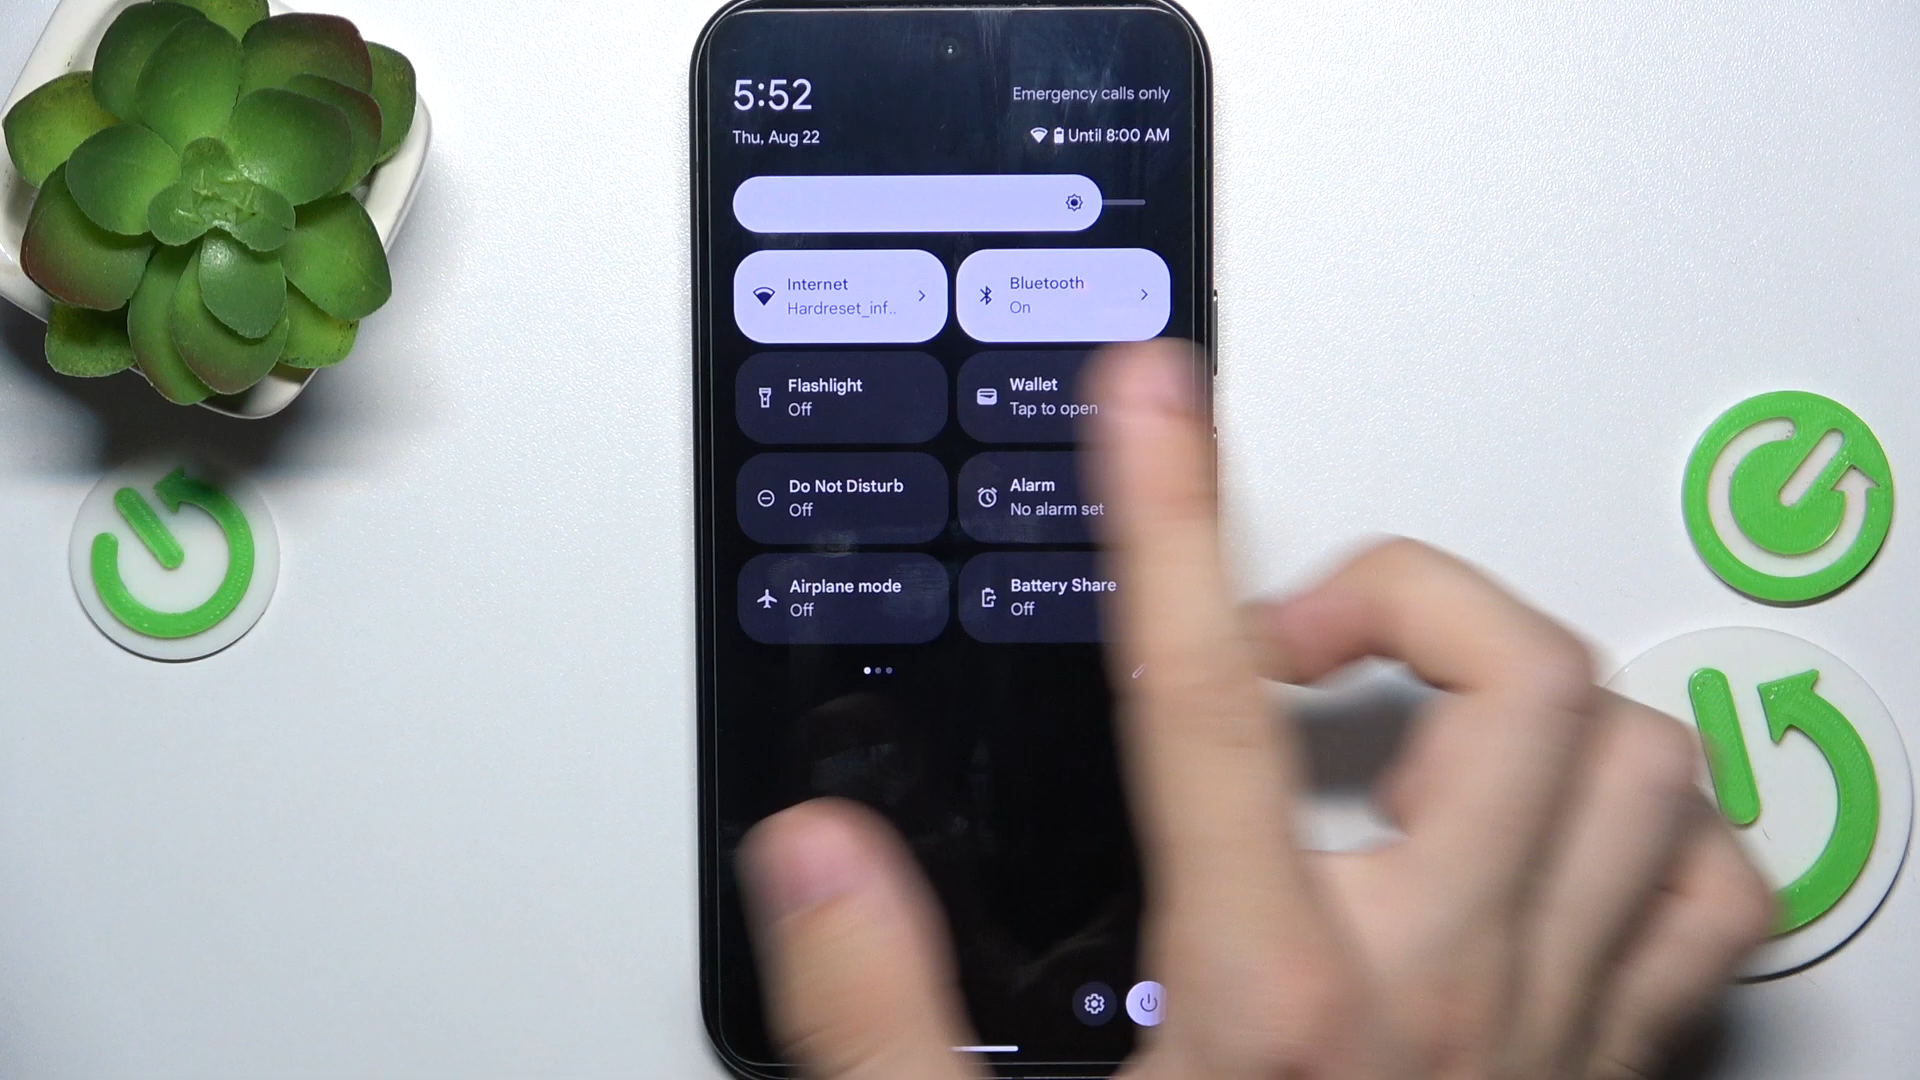 5:52
Emergency calls only
Thu, Aug 22
Until 8:00 AM
Internet
Hardreset_inf..
Bluetooth
On
Flashlight
Off
Wallet
Tap to open
Do Not Disturb
Off
Alarm
No alarm set
Airplane mode
Off
Battery Share
Off